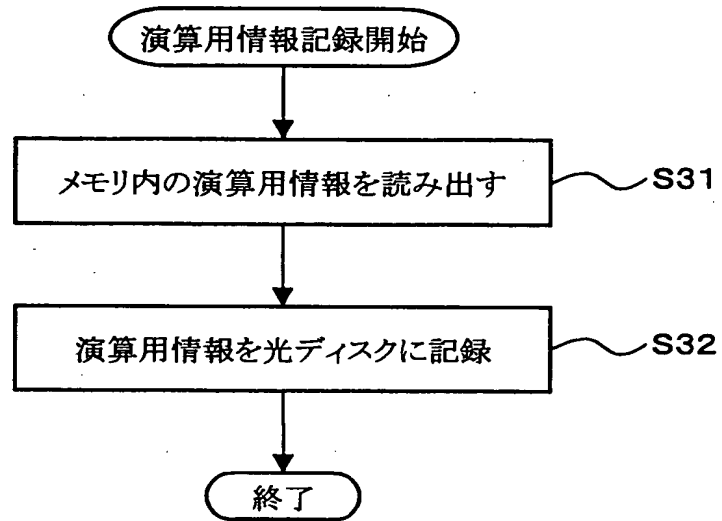 演算用情報記録開始
メモリ内の演算用情報を読み出す
S31
演算用情報を光ディスクに記録
S32
終了